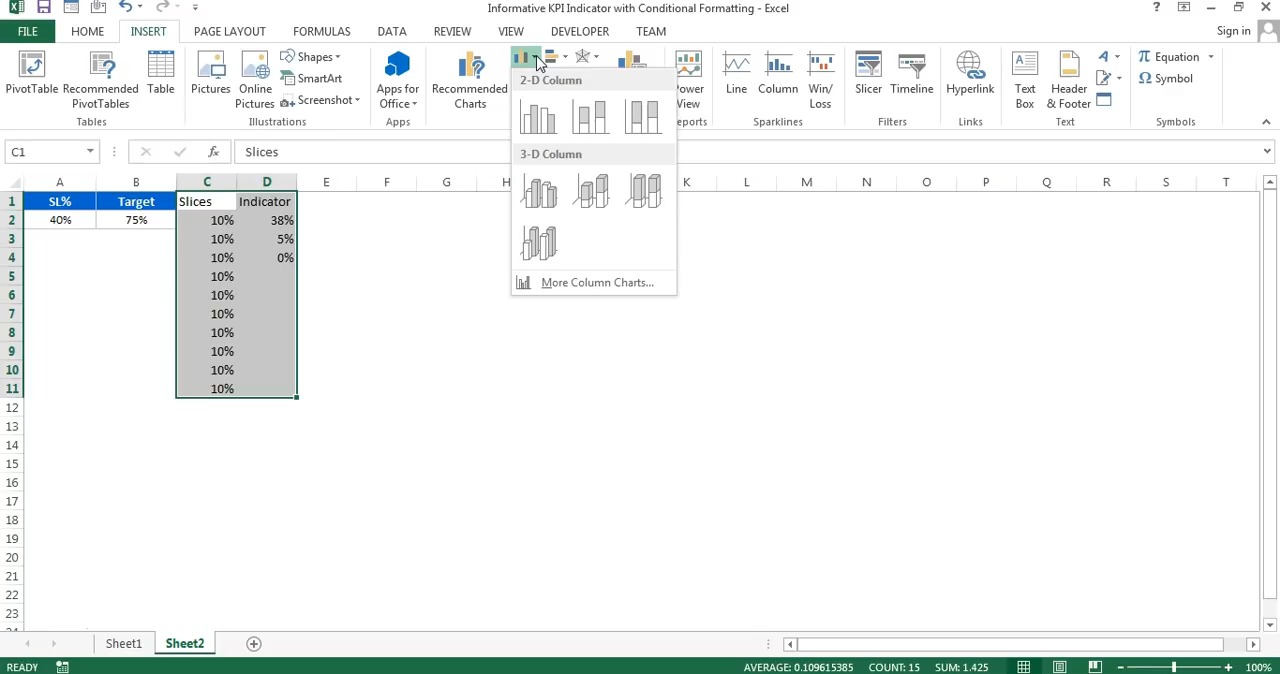 Informative KPI Indicator with Conditional Formatting - Excel
?
FILE HOME INSERT PAGE LAYOUT FORMULAS DATA REVIEW VIEW DEVELOPER TEAM Sign in
PivotTable Recommended PivotTables Table
Tables
Pictures Online Pictures Shapes SmartArt Screenshot
Illustrations
Apps for Office
Apps
Recommended Charts
2-D Column
3-D Column
More Column Charts...
Power View
eports
Line Column Win/ Loss
Sparklines
Slicer Timeline
Filters
Hyperlink
Links
Text Box Header & Footer
Text
Equation
Symbol
Symbols
C1 fx Slices
A B C D E F G H K L M N O P Q R S T
1 SL% Target Slices Indicator
2 40% 75% 10% 38%
3 10% 5%
4 10% 0%
5 10%
6 10%
7 10%
8 10%
9 10%
10 10%
11 10%
12
13
14
15
16
17
18
19
20
21
22
23
Sheet1 Sheet2
READY AVERAGE: 0.109615385 COUNT: 15 SUM: 1.425 100%